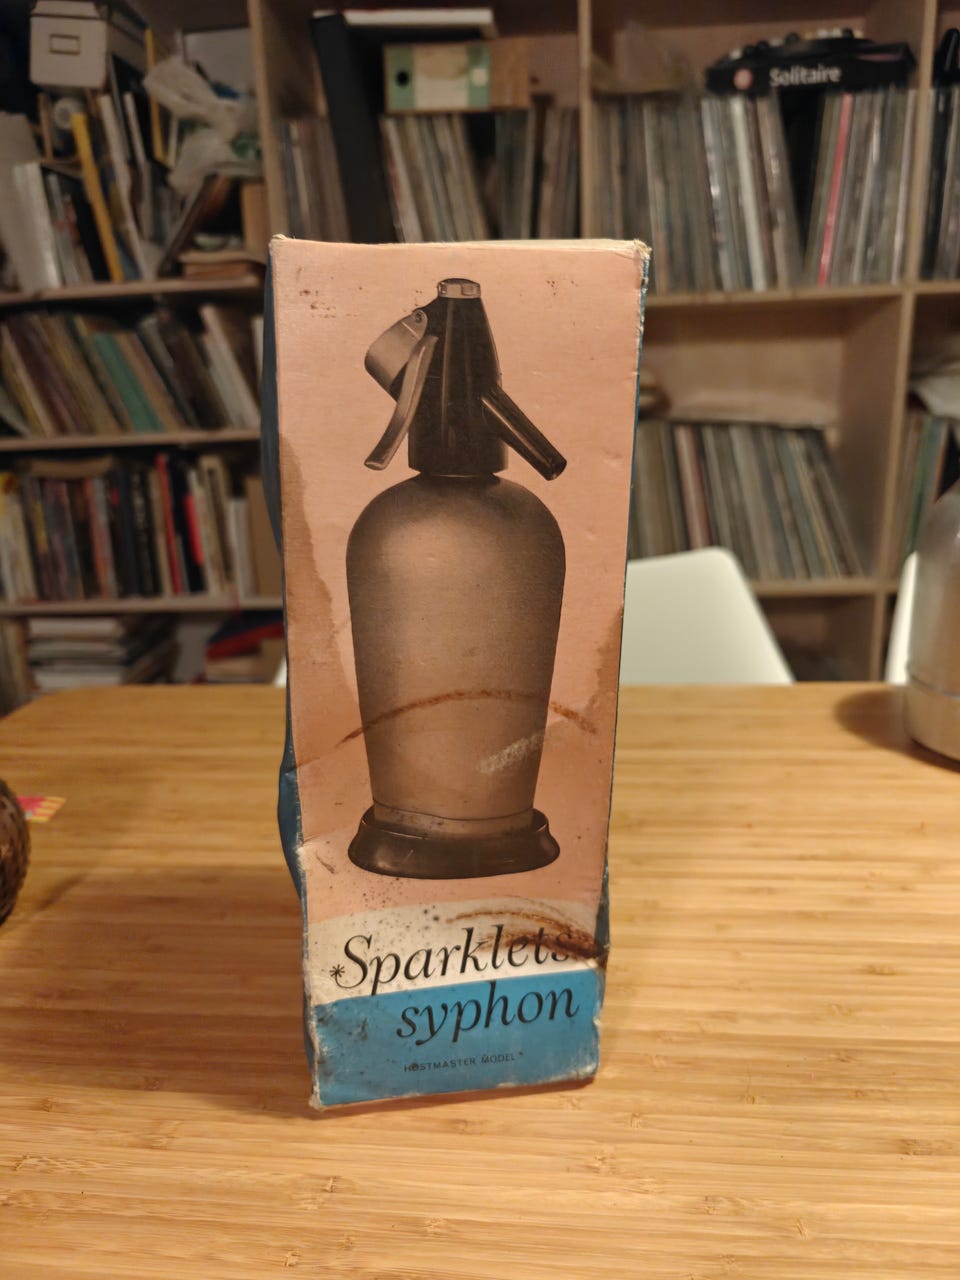 Solitaire
*Sparklets
syphon
HOSTMASTER MODEL